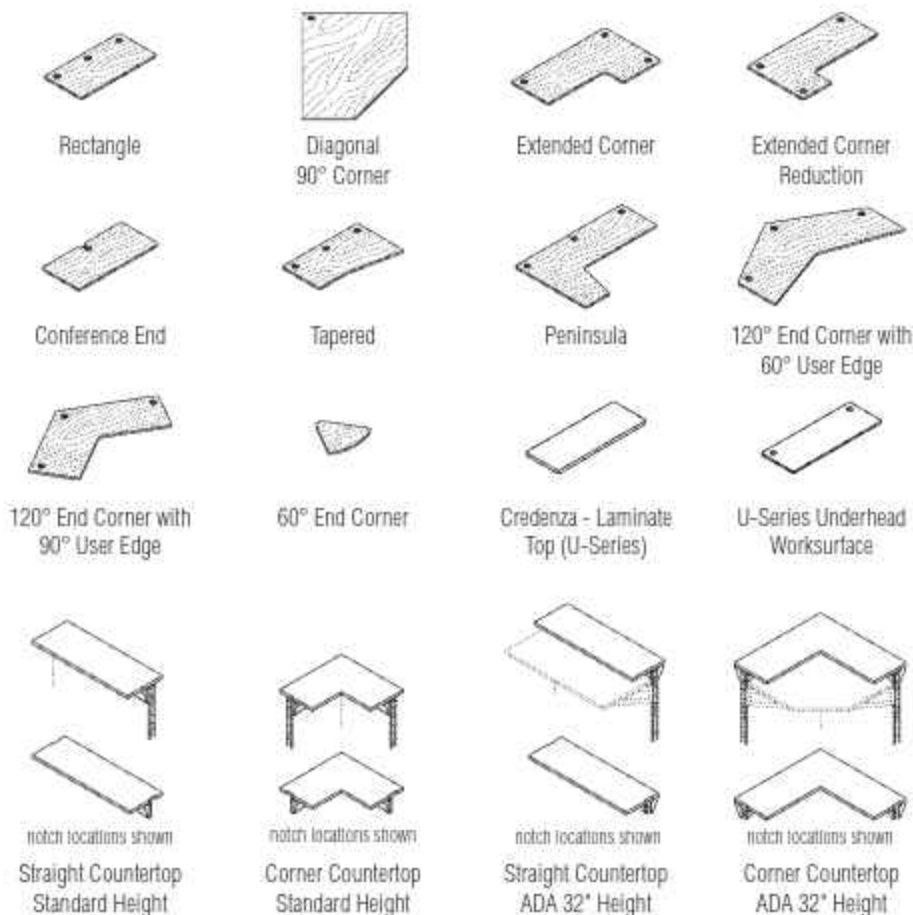 Rectangle
Diagonal
90° Corner
Extended Corner
Extended Corner
Reduction
Conference End
Tapered
Peninsula
120° End Corner with
60° User Edge
120° End Corner with
90° User Edge
60° End Corner
Credenza - Laminate
Top (U-Series)
U-Series Underhead
Worksurface
notch locations shown
Straight Countertop
Standard Height
notch locations shown
Corner Countertop
Standard Height
notch locations shown
Straight Countertop
ADA 32" Height
notch locations shown
Corner Countertop
ADA 32" Height